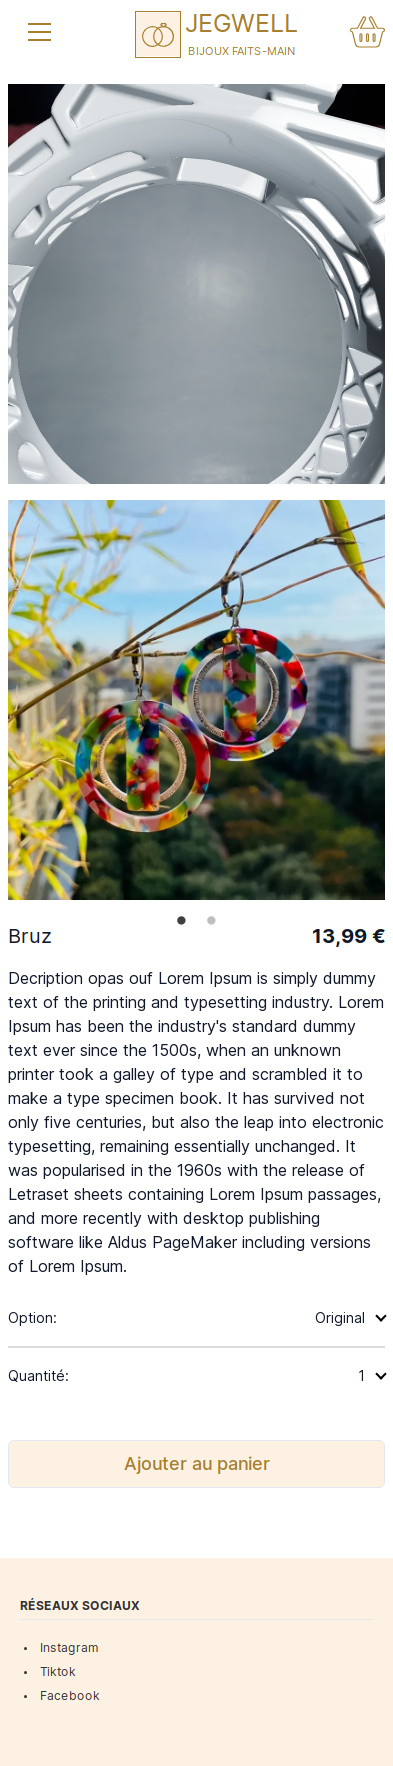 JEGWELL
BIJOUX FAITS-MAIN
Bruz 13,99 €
Decription opas ouf Lorem Ipsum is simply dummy
text of the printing and typesetting industry. Lorem
Ipsum has been the industry's standard dummy
text ever since the 1500s, when an unknown
printer took a galley of type and scrambled it to
make a type specimen book. It has survived not
only five centuries, but also the leap into electronic
typesetting, remaining essentially unchanged. It
was popularised in the 1960s with the release of
Letraset sheets containing Lorem Ipsum passages,
and more recently with desktop publishing
software like Aldus PageMaker including versions
of Lorem Ipsum.
Option: Original
Quantité: 1
Ajouter au panier
RÉSEAUX SOCIAUX
• Instagram
• Tiktok
• Facebook